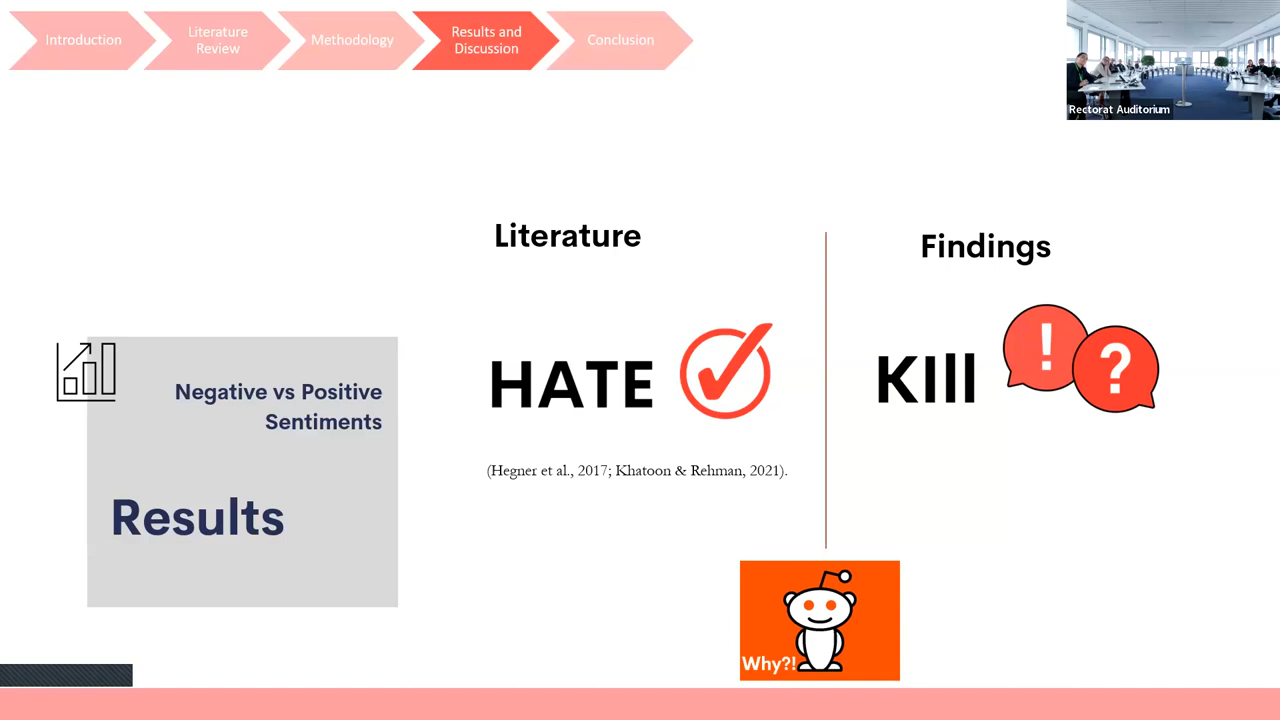 Introduction
Literature
Review
Methodology
Results and
Discussion
Conclusion
Rectorat Auditorium
Negative vs Positive
Sentiments
Results
Literature
HATE
(Hegner et al., 2017; Khatoon & Rehman, 2021).
Findings
KIll
!
?
Why?!